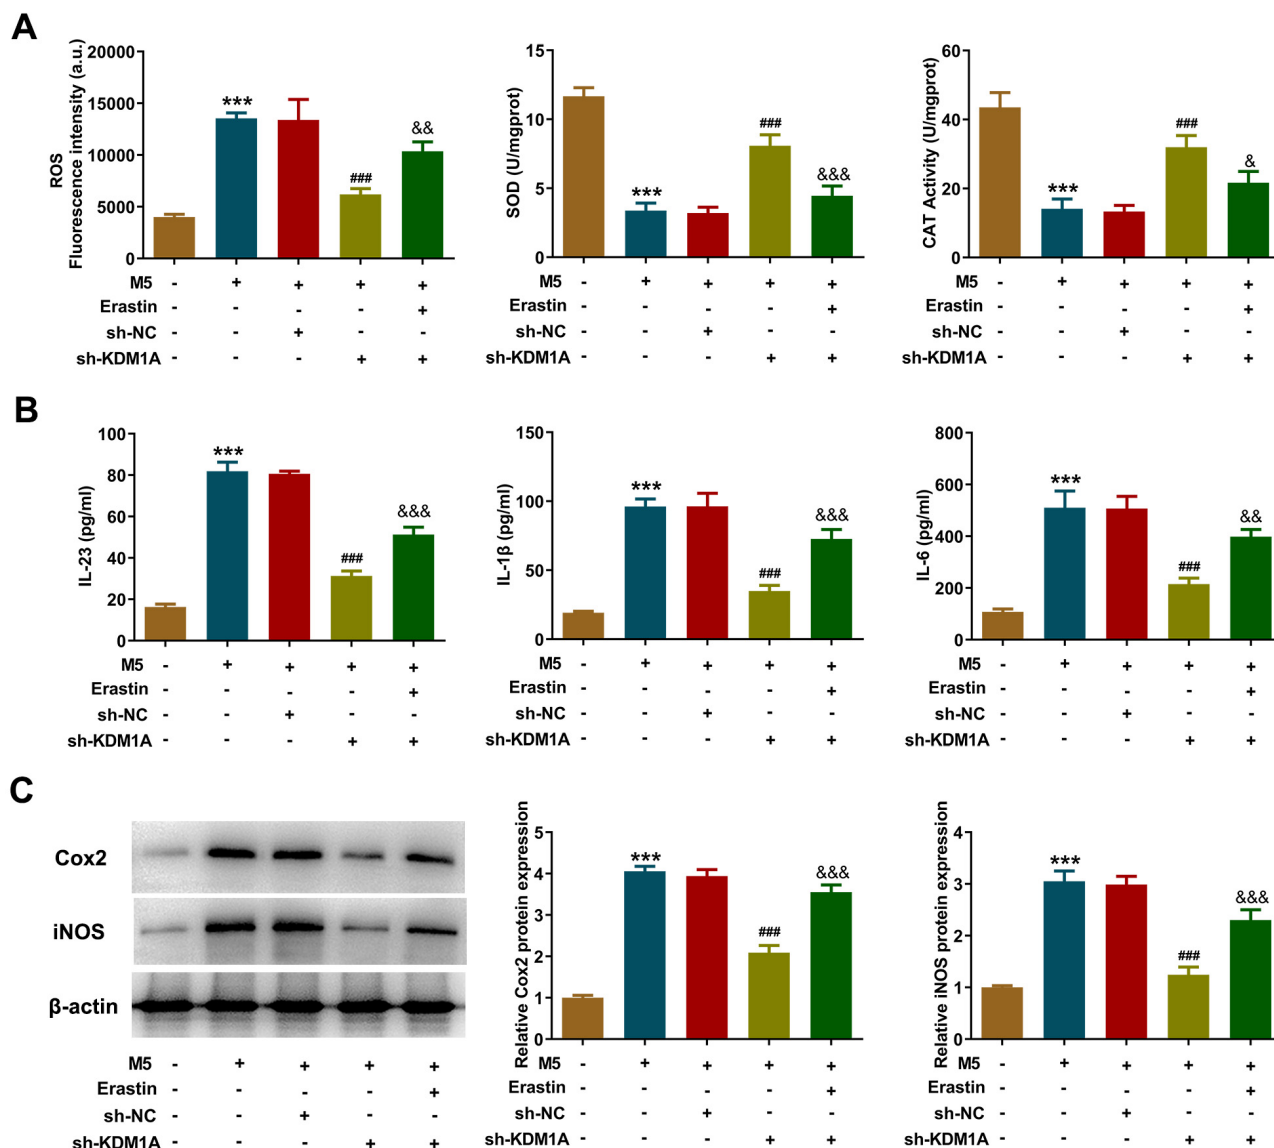 A
ROS
Fluorescence intensity (a.u.)
20000
15000
10000
5000
0
***
###
&&
M5 - + + + +
Erastin - - - - +
sh-NC - - + - -
sh-KDM1A - - - + +
SOD (U/mgprot)
15
10
5
0
***
###
&&&
M5 - + + + +
Erastin - - - - +
sh-NC - - + - -
sh-KDM1A - - - + +
CAT Activity (U/mgprot)
60
40
20
0
***
###
&
M5 - + + + +
Erastin - - - - +
sh-NC - - + - -
sh-KDM1A - - - + +
B
IL-23 (pg/ml)
100
80
60
40
20
0
***
###
&&&
M5 - + + + +
Erastin - - - - +
sh-NC - - + - -
sh-KDM1A - - - + +
IL-1β (pg/ml)
150
100
50
0
***
###
&&&
M5 - + + + +
Erastin - - - - +
sh-NC - - + - -
sh-KDM1A - - - + +
IL-6 (pg/ml)
800
600
400
200
0
***
###
&&
M5 - + + + +
Erastin - - - - +
sh-NC - - + - -
sh-KDM1A - - - + +
C
Cox2
iNOS
β-actin
M5 - + + + +
Erastin - - - - +
sh-NC - - + - -
sh-KDM1A - - - + +
Relative Cox2 protein expression
5
4
3
2
1
0
***
###
&&&
M5 - + + + +
Erastin - - - - +
sh-NC - - + - -
sh-KDM1A - - - + +
Relative iNOS protein expression
4
3
2
1
0
***
###
&&&
M5 - + + + +
Erastin - - - - +
sh-NC - - + - -
sh-KDM1A - - - + +